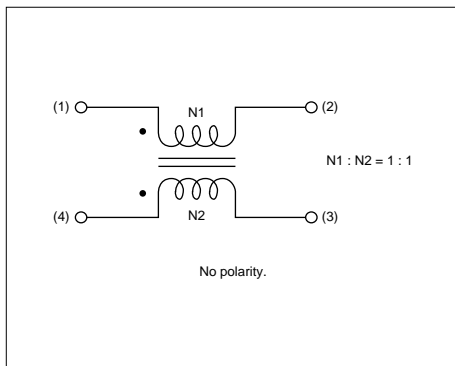 (1)
N1
(2)
N1 : N2 = 1 : 1
(4)
N2
(3)
No polarity.